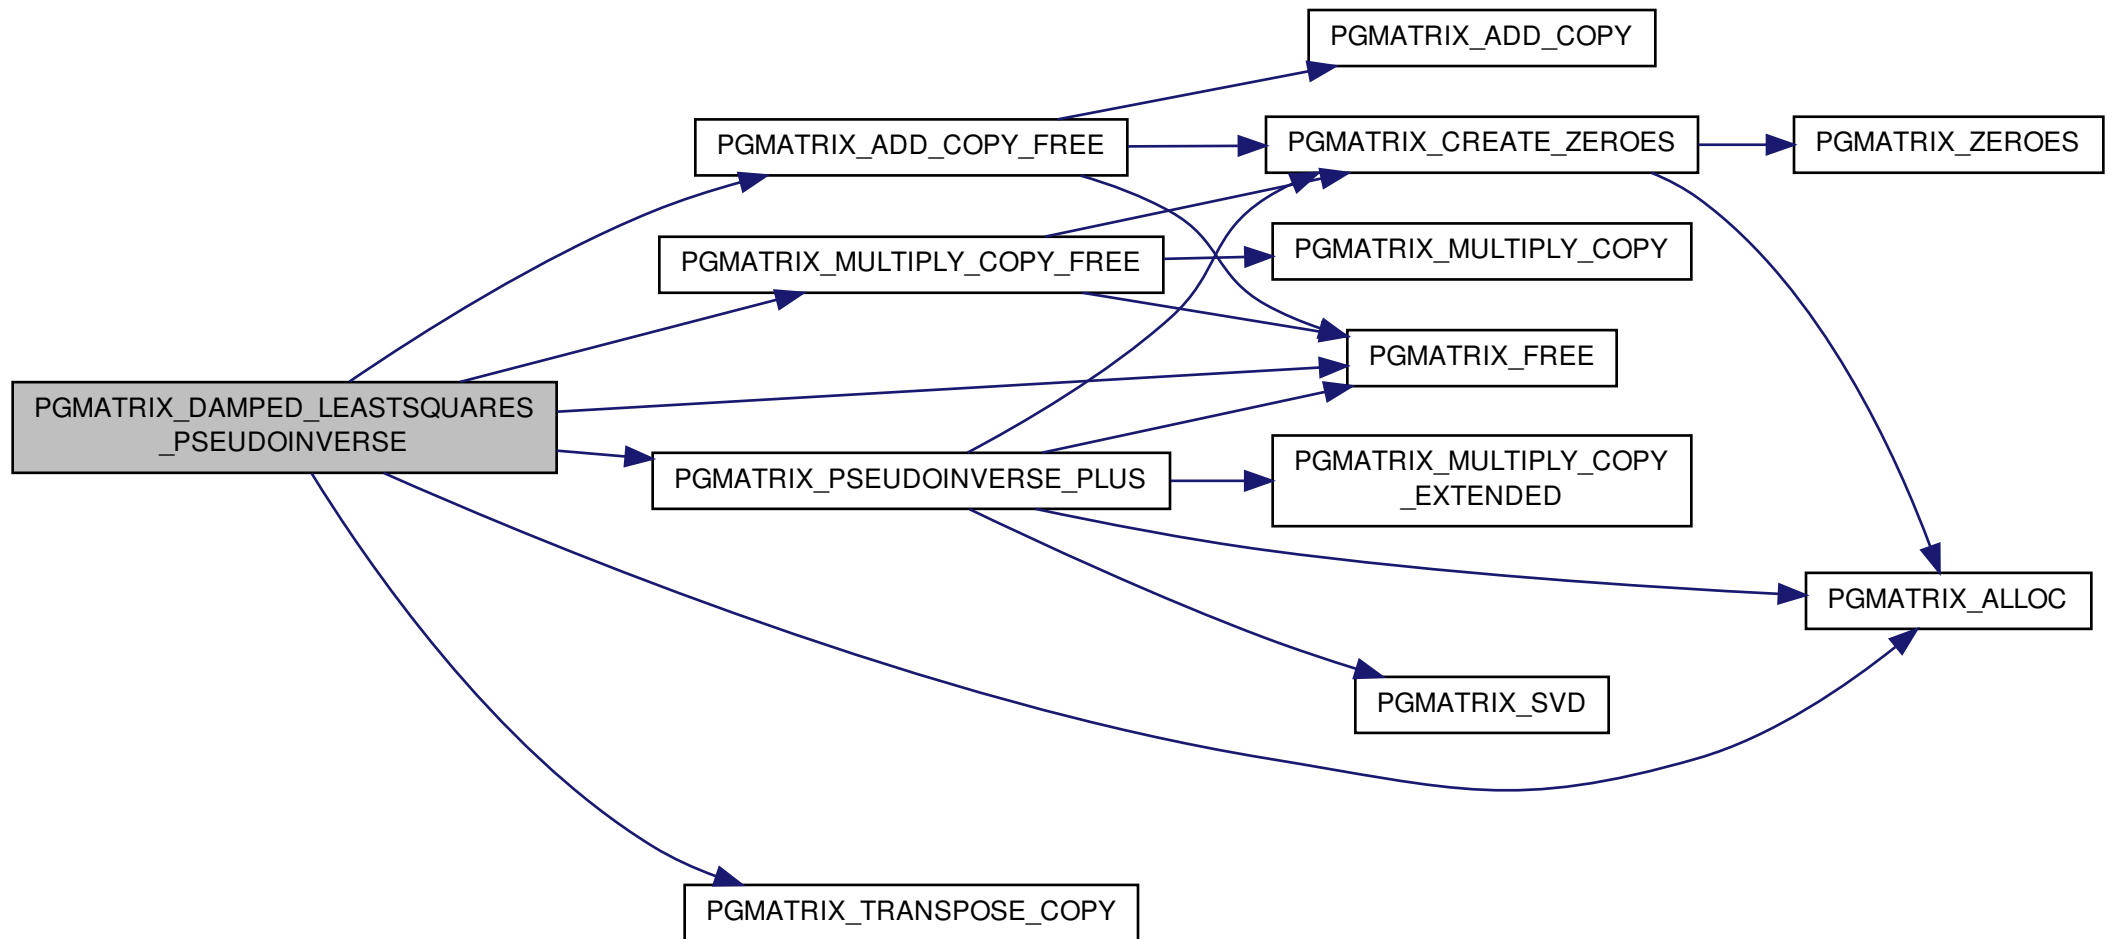 PGMATRIX_ADD_COPY
PGMATRIX_ADD_COPY_FREE
PGMATRIX_CREATE_ZEROES
PGMATRIX_ZEROES
PGMATRIX_MULTIPLY_COPY_FREE
PGMATRIX_MULTIPLY_COPY
PGMATRIX_FREE
PGMATRIX_DAMPED_LEASTSQUARES
_PSEUDOINVERSE
PGMATRIX_PSEUDOINVERSE_PLUS
PGMATRIX_MULTIPLY_COPY
_EXTENDED
PGMATRIX_ALLOC
PGMATRIX_SVD
PGMATRIX_TRANSPOSE_COPY